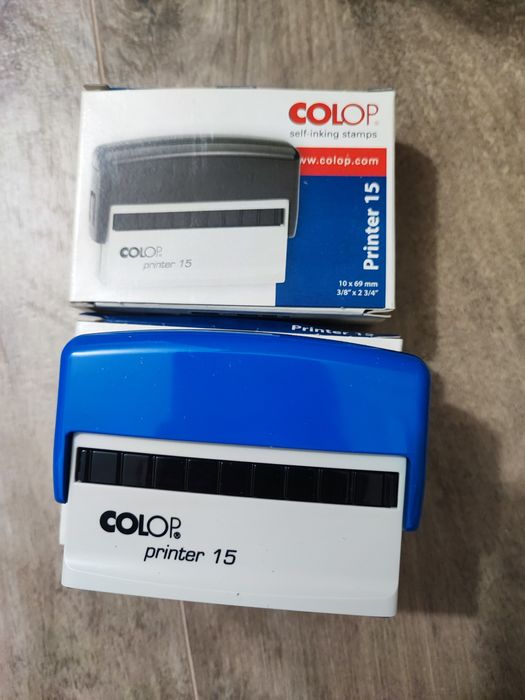 COLOP®
self-inking stamps
www.colop.com
Printer 15
10 x 69 mm
3/8" x 2 3/4"
COLOP
printer 15
Printer 15
COLOP®
printer 15